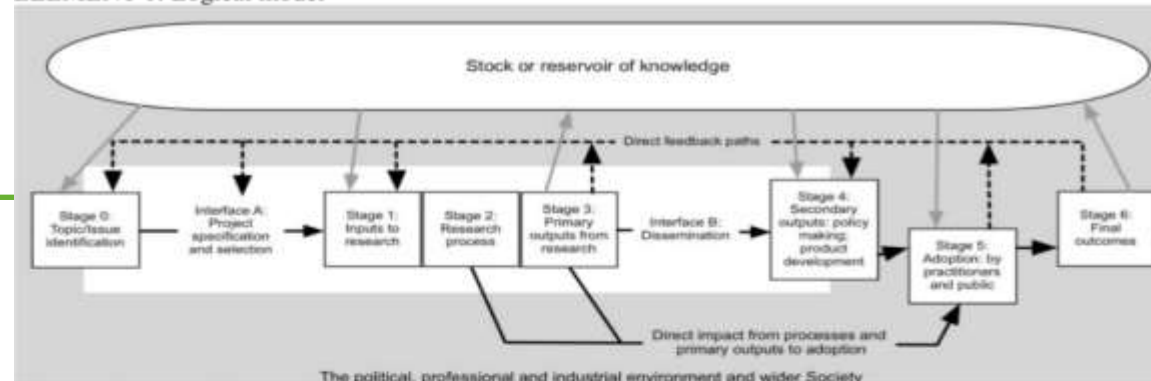 Stock or reservoir of knowledge
Direct feedback paths
Stage 0:
Topic/Issue
identification
Interface A:
Project
specification
and selection
Stage 1:
Inputs to
research
Stage 2:
Research
process
Stage 3:
Primary
outputs from
research
Interface B:
Dissemination
Stage 4:
Secondary
outputs: policy
making;
product
development
Stage 5:
Adoption: by
practitioners
and public
Stage 6:
Final
outcomes
Direct impact from processes and
primary outputs to adoption
The political, professional and industrial environment and wider Society